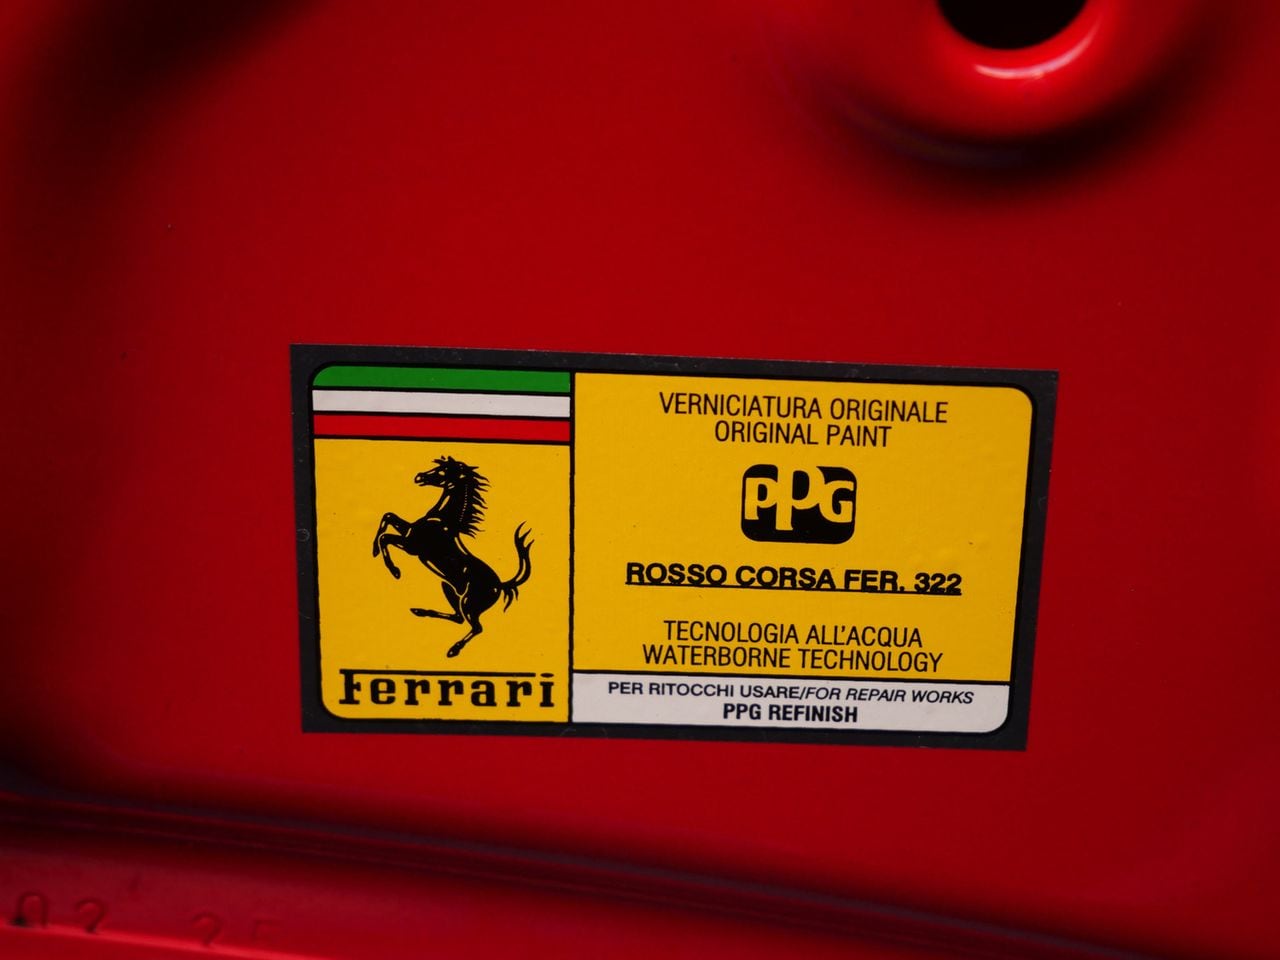 VERNICIATURA ORIGINALE
ORIGINAL PAINT
PPG
ROSSO CORSA FER. 322
TECNOLOGIA ALL'ACQUA
WATERBORNE TECHNOLOGY
Ferrari
PER RITOCCHI USARE/FOR REPAIR WORKS
PPG REFINISH